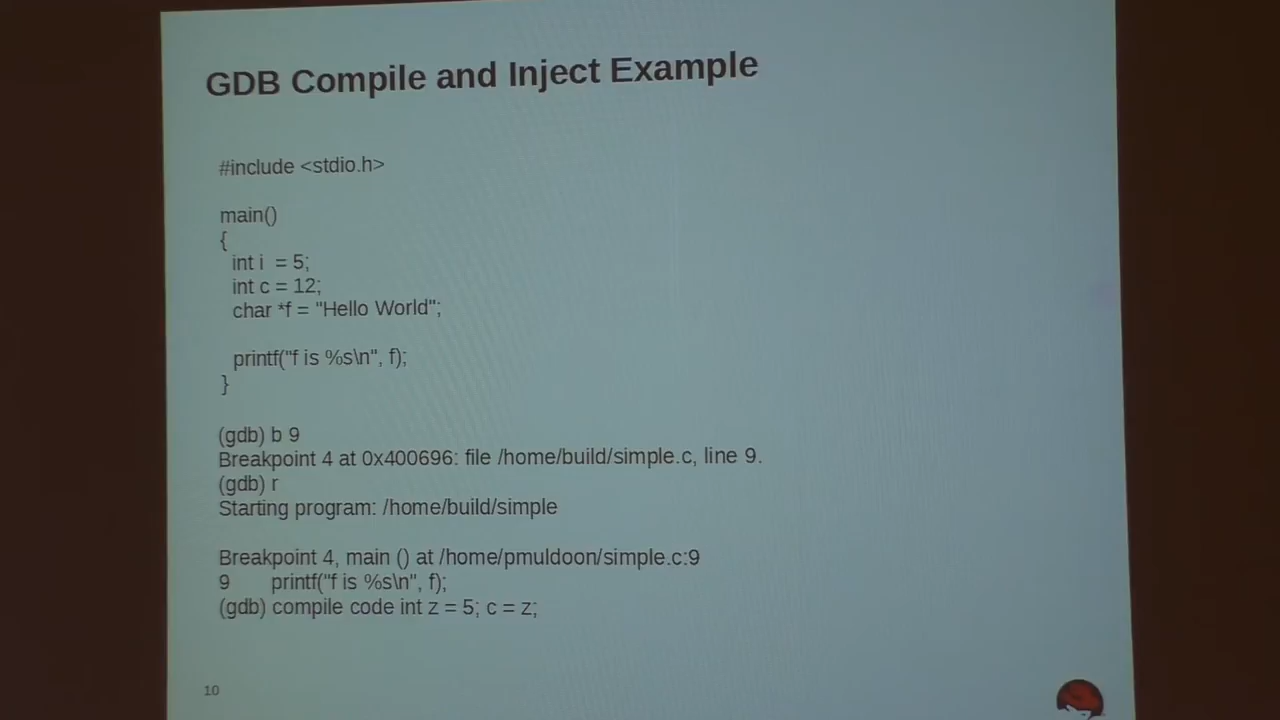 GDB Compile and Inject Example
#include <stdio.h>
main()
{
int i = 5;
int c = 12;
char *f = "Hello World";
printf("f is %s\n", f);
}
(gdb) b 9
Breakpoint 4 at 0x400696: file /home/build/simple.c, line 9.
(gdb) r
Starting program: /home/build/simple
Breakpoint 4, main () at /home/pmuldoon/simple.c:9
9 printf("f is %s\n", f);
(gdb) compile code int z = 5; c = z;
10